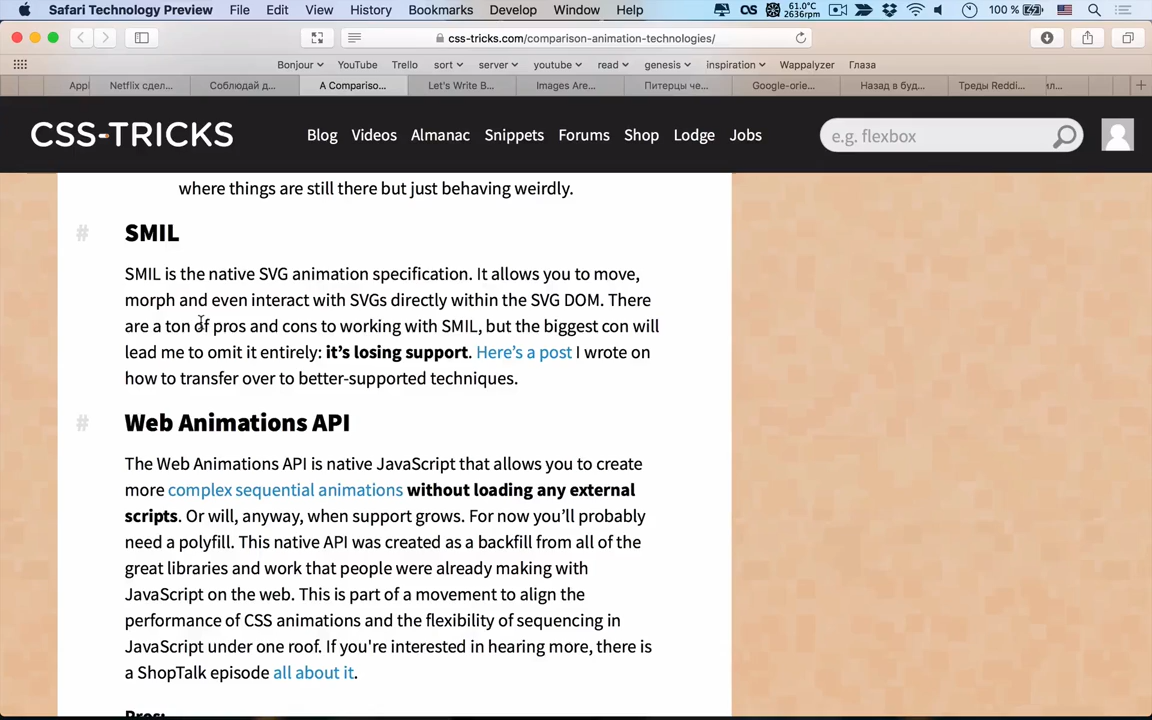 Safari Technology Preview File Edit View History Bookmarks Develop Window Help 61.0°C 2636rpm 100 %
css-tricks.com/comparison-animation-technologies/
Bonjour YouTube Trello sort server youtube read genesis inspiration Wappalyzer Глаза
Appl Netflix сдел... Соблюдай д... A Compariso... Let's Write B... Images Are... Питерцы че... Google-orie... Назад в буд... Треды Reddi... ил...
CSS-TRICKS Blog Videos Almanac Snippets Forums Shop Lodge Jobs e.g. flexbox
where things are still there but just behaving weirdly.
# SMIL
SMIL is the native SVG animation specification. It allows you to move,
morph and even interact with SVGs directly within the SVG DOM. There
are a ton of pros and cons to working with SMIL, but the biggest con will
lead me to omit it entirely: it's losing support. Here's a post I wrote on
how to transfer over to better-supported techniques.
# Web Animations API
The Web Animations API is native JavaScript that allows you to create
more complex sequential animations without loading any external
scripts. Or will, anyway, when support grows. For now you'll probably
need a polyfill. This native API was created as a backfill from all of the
great libraries and work that people were already making with
JavaScript on the web. This is part of a movement to align the
performance of CSS animations and the flexibility of sequencing in
JavaScript under one roof. If you're interested in hearing more, there is
a ShopTalk episode all about it.
Pros: